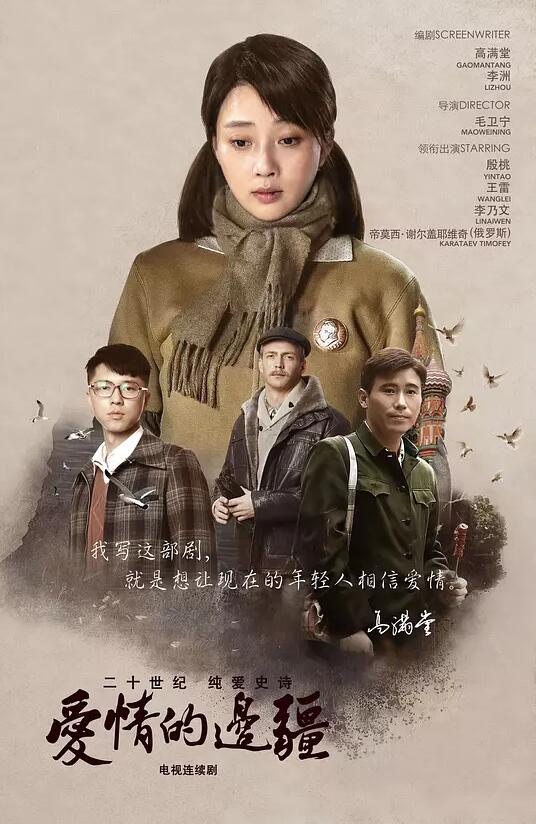 编剧SCREENWRITER
高满堂
GAOMANTANG
李洲
LIZHOU
导演DIRECTOR
毛卫宁
MAOWEINING
领衔出演STARRING
殷桃
YINTAO
王雷
WANGLEI
李乃文
LINAIWEN
帝莫西·谢尔盖耶维奇(俄罗斯)
KARATAEV TIMOFEY
我写这部剧，
就是想让现在的年轻人相信爱情。
高满堂
二十世纪 纯爱史诗
愛情的邊疆
电视连续剧